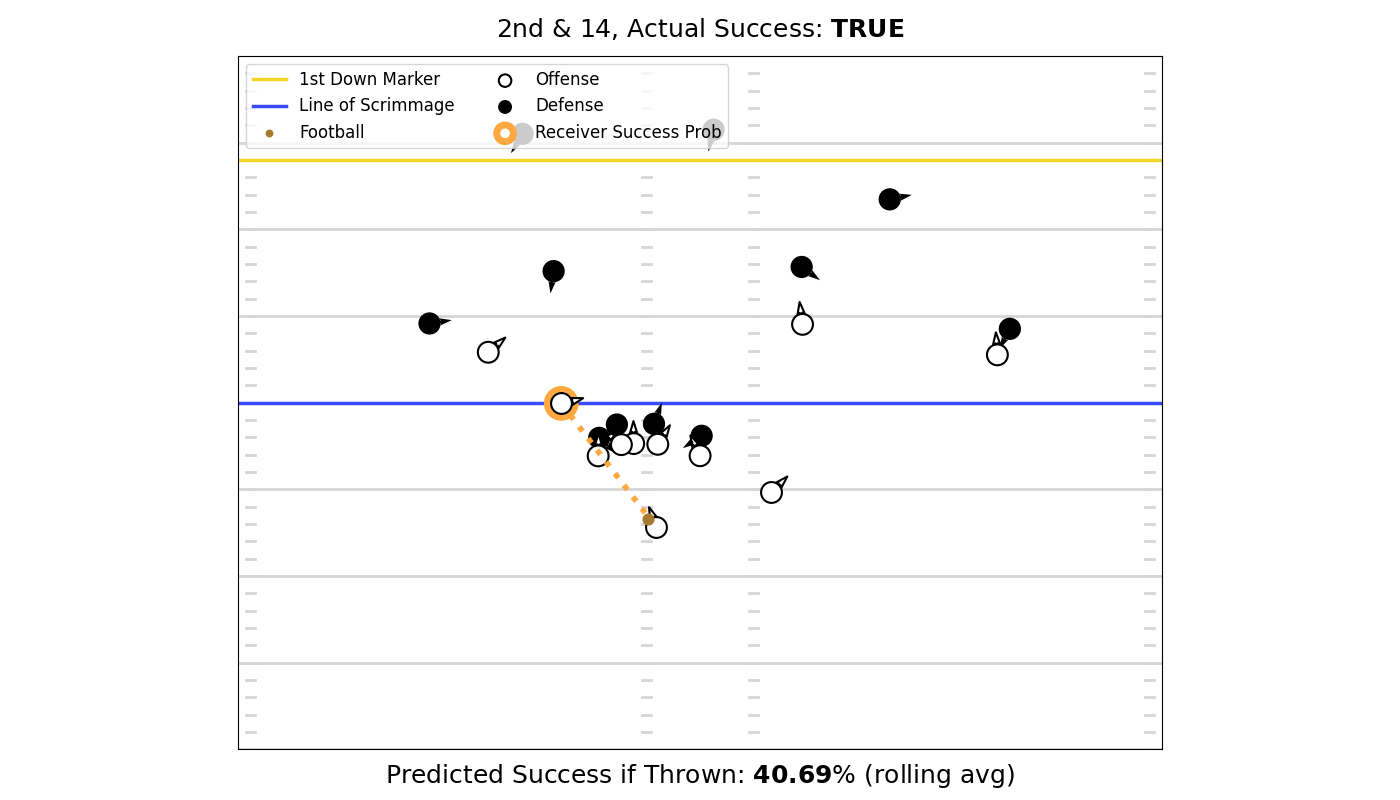 2nd & 14, Actual Success: TRUE
1st Down Marker
Line of Scrimmage
Football
Offense
Defense
Receiver Success Prob
Predicted Success if Thrown: 40.69% (rolling avg)